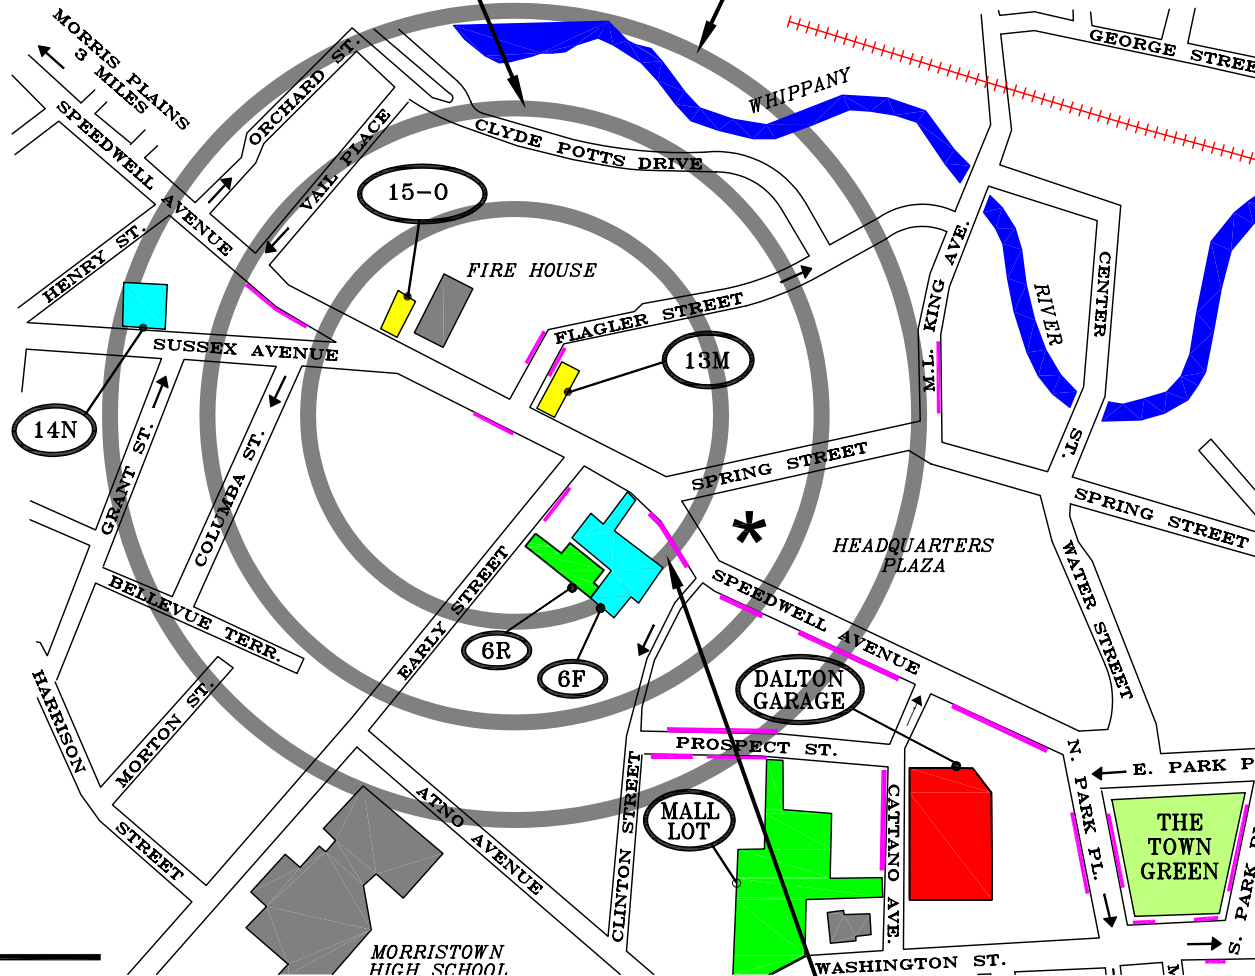 MORRIS PLAINS
3 MILES
ORCHARD ST.
GEORGE STREE
WHIPPANY
SPEEDWELL AVENUE
VAIL PLACE
CLYDE POTTS DRIVE
15-O
HENRY ST.
FIRE HOUSE
M.L. KING AVE.
CENTER ST.
RIVER
FLAGLER STREET
SUSSEX AVENUE
13M
14N
GRANT ST.
COLUMBA ST.
SPRING STREET
SPRING STREET
*
HEADQUARTERS
PLAZA
BELLEVUE TERR.
EARLY STREET
SPEEDWELL AVENUE
WATER STREET
6R
6F
DALTON
GARAGE
HARRISON
STREET
MORTON ST.
PROSPECT ST.
N. PARK PL.
E. PARK P
ATNO AVENUE
CLINTON STREET
MALL
LOT
CATTANO AVE.
THE
TOWN
GREEN
S. PARK P
MORRISTOWN
HIGH SCHOOL
WASHINGTON ST.
M